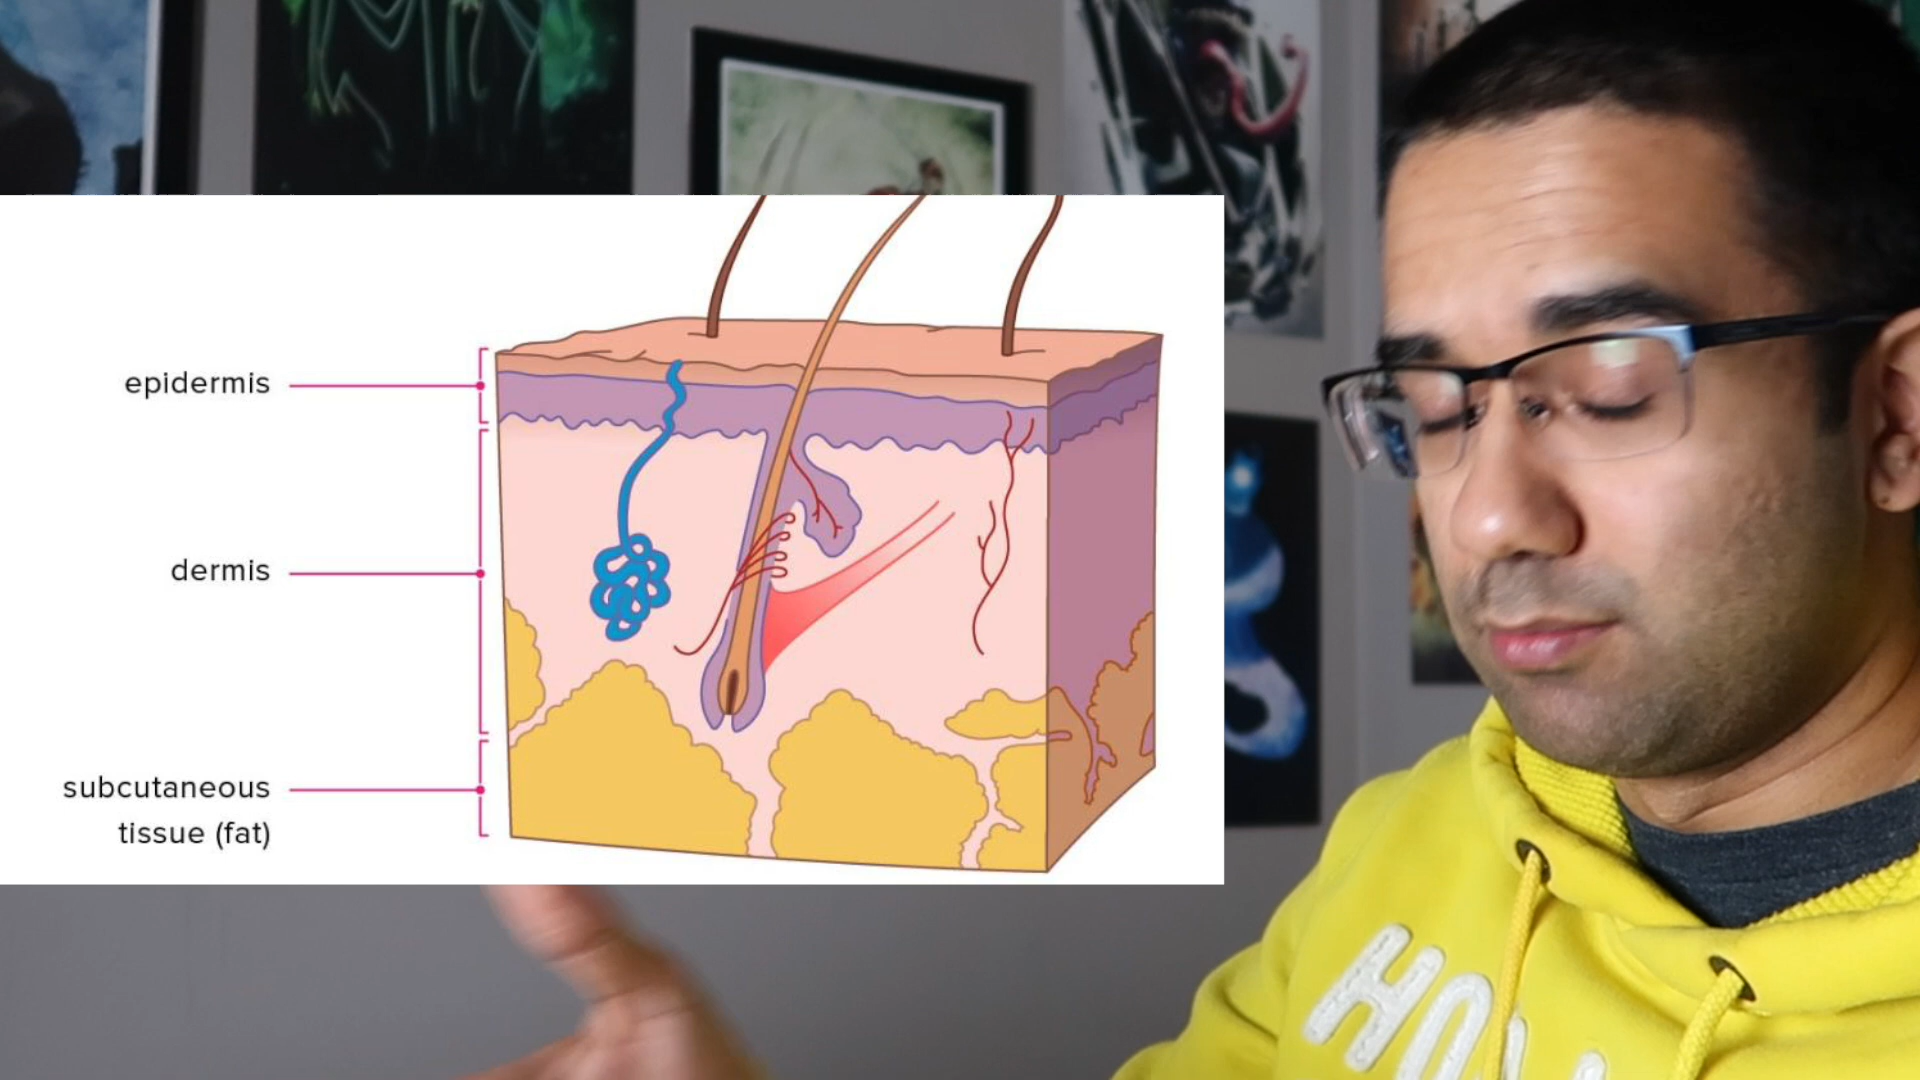 epidermis
dermis
subcutaneous
tissue (fat)